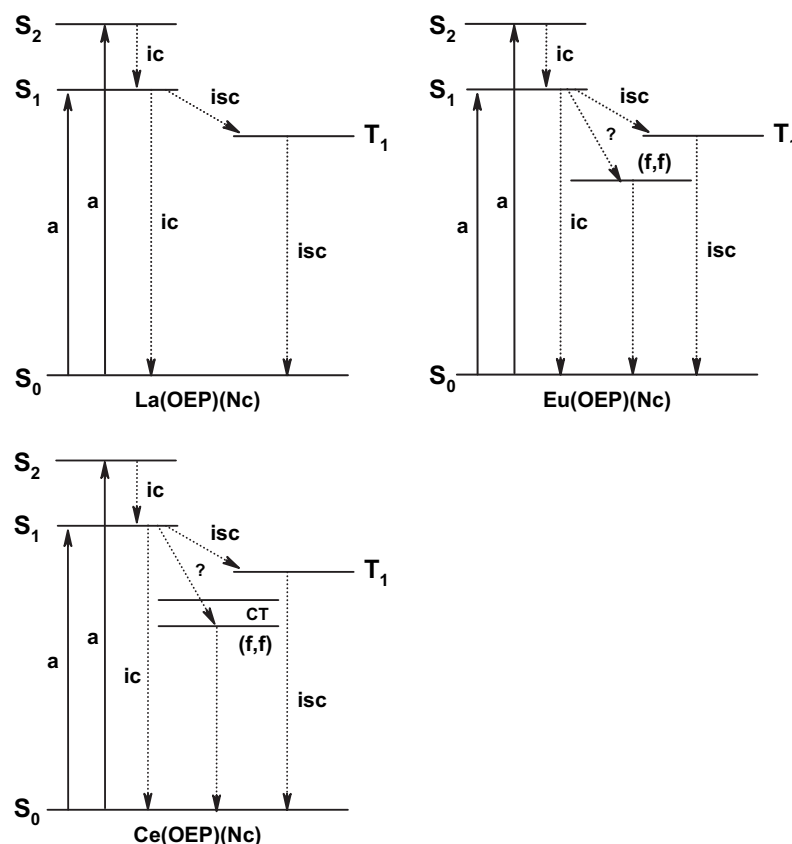 S2
ic
S1
isc
T1
a
a
ic
isc
S0
La(OEP)(Nc)
S2
ic
S1
isc
?
T
(f,f)
a
a
ic
isc
S0
Eu(OEP)(Nc)
S2
ic
S1
isc
?
T1
CT
(f,f)
a
a
ic
isc
S0
Ce(OEP)(Nc)